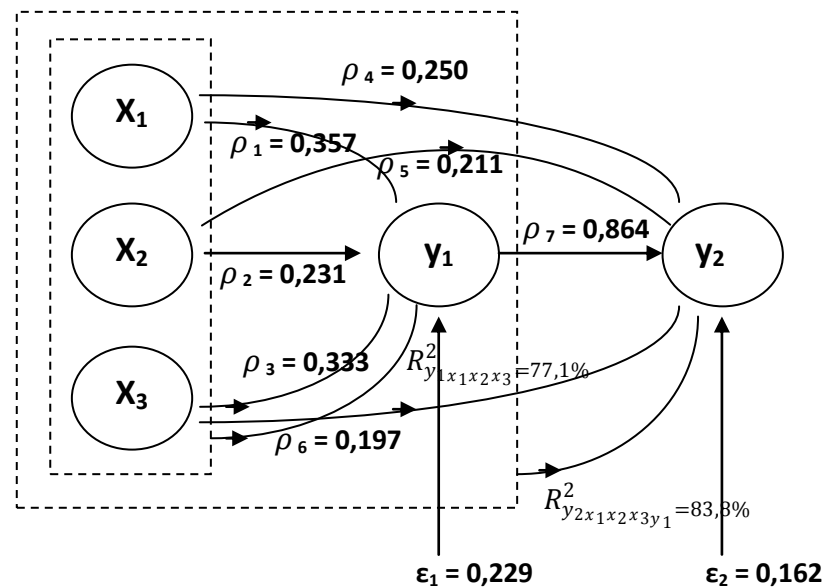 ρ 4 = 0,250
X1
ρ 1 = 0,357
ρ 5 = 0,211
X2
y1
ρ 7 = 0,864
y2
ρ 2 = 0,231
ρ 3 = 0,333
R²y1x1x2x3=77,1%
X3
ρ 6 = 0,197
R²y2x1x2x3y1=83,8%
ε1 = 0,229
ε2 = 0,162